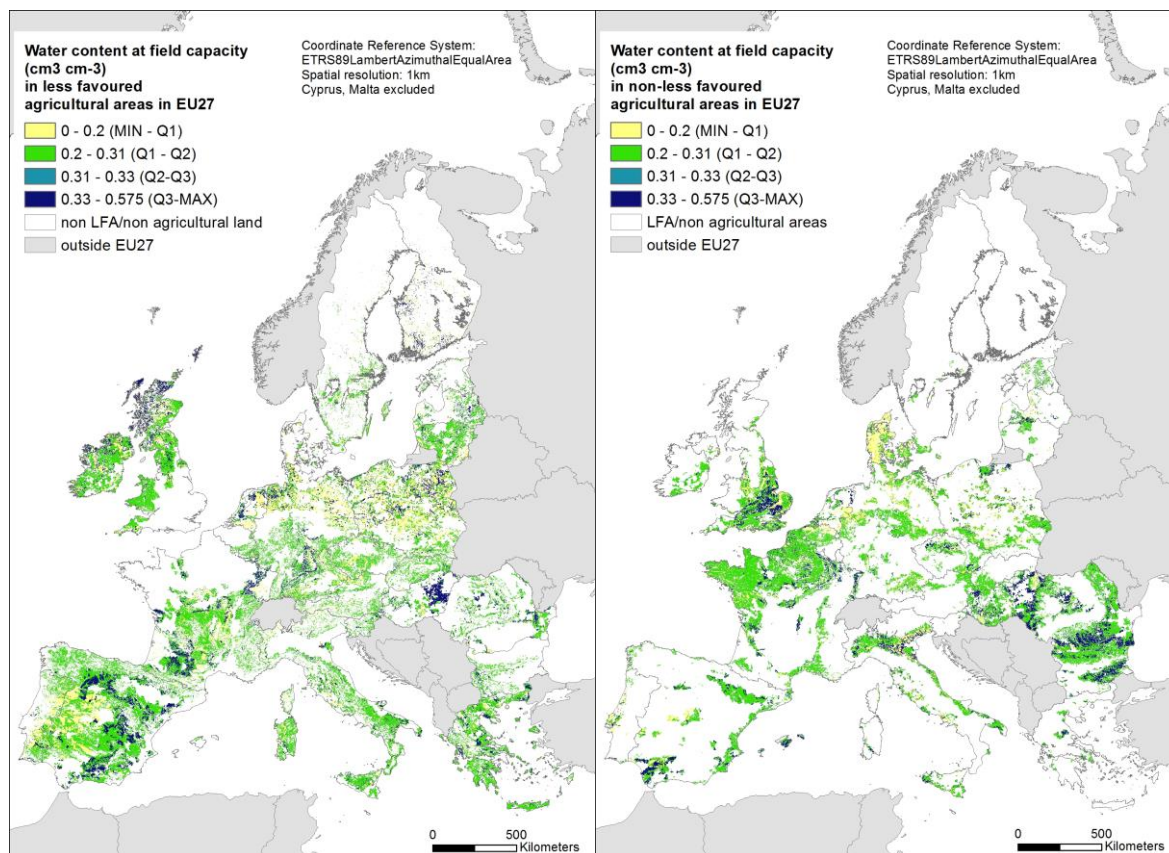 Water content at field capacity
(cm3 cm-3)
in less favoured
agricultural areas in EU27
0 - 0.2 (MIN - Q1)
0.2 - 0.31 (Q1 - Q2)
0.31 - 0.33 (Q2-Q3)
0.33 - 0.575 (Q3-MAX)
non LFA/non agricultural land
outside EU27
Coordinate Reference System:
ETRS89LambertAzimuthalEqualArea
Spatial resolution: 1km
Cyprus, Malta excluded
0 500
Kilometers
Water content at field capacity
(cm3 cm-3)
in non-less favoured
agricultural areas in EU27
0 - 0.2 (MIN - Q1)
0.2 - 0.31 (Q1 - Q2)
0.31 - 0.33 (Q2-Q3)
0.33 - 0.575 (Q3-MAX)
LFA/non agricultural areas
outside EU27
Coordinate Reference System:
ETRS89LambertAzimuthalEqualArea
Spatial resolution: 1km
Cyprus, Malta excluded
0 500
Kilometers